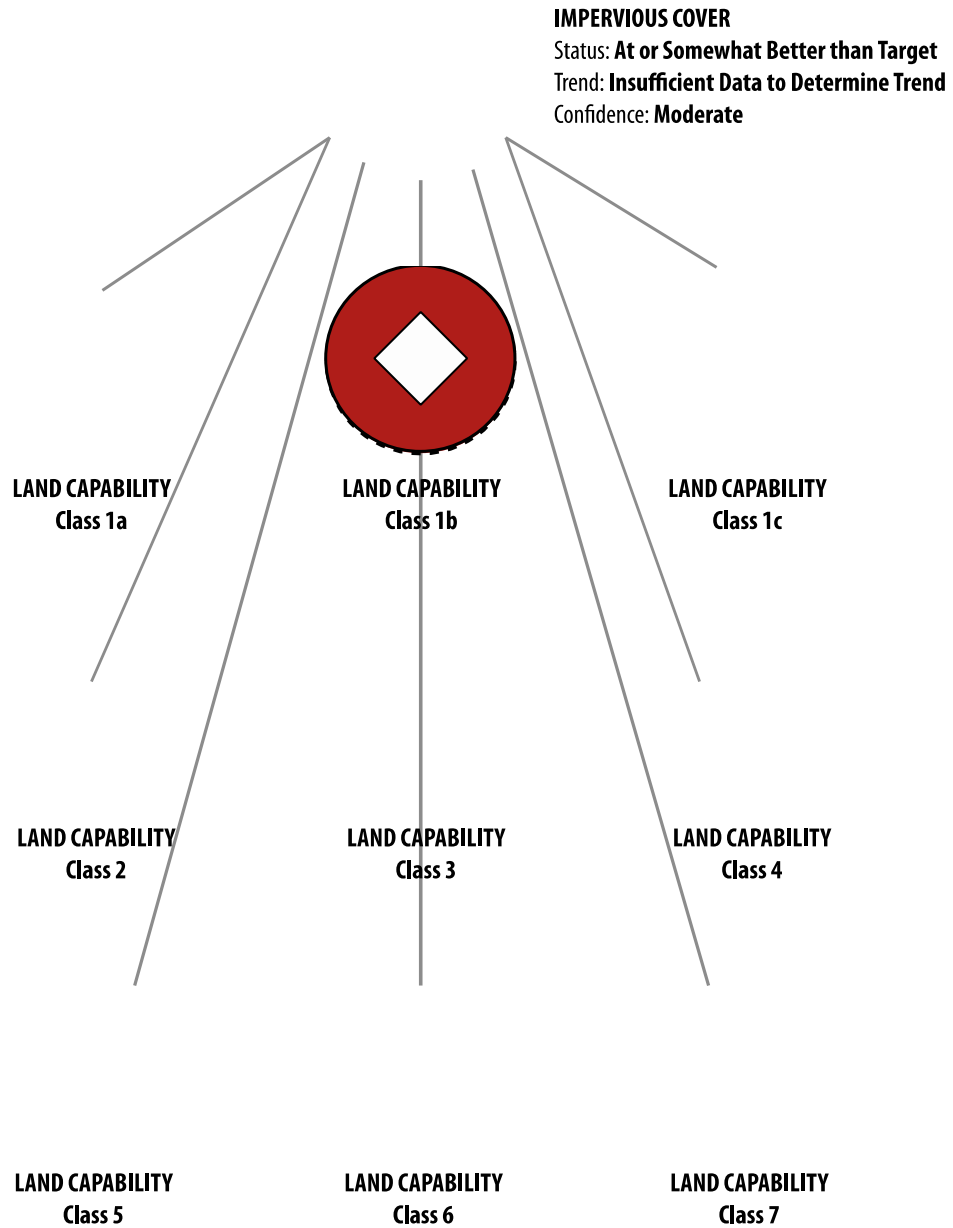 IMPERVIOUS COVER
Status: At or Somewhat Better than Target
Trend: Insufficient Data to Determine Trend
Confidence: Moderate
LAND CAPABILITY
Class 1a
LAND CAPABILITY
Class 1b
LAND CAPABILITY
Class 1c
LAND CAPABILITY
Class 2
LAND CAPABILITY
Class 3
LAND CAPABILITY
Class 4
LAND CAPABILITY
Class 5
LAND CAPABILITY
Class 6
LAND CAPABILITY
Class 7